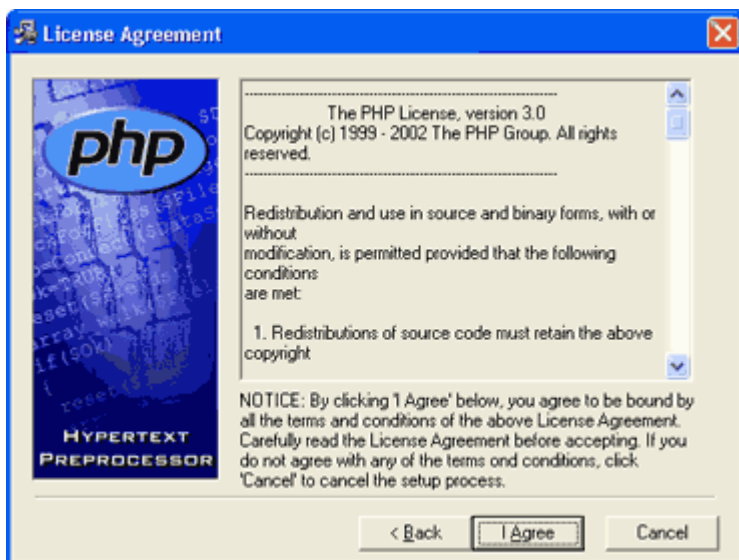 License Agreement
php
HYPERTEXT
PREPROCESSOR
--------------------------------------------------------------------
The PHP License, version 3.0
Copyright (c) 1999 - 2002 The PHP Group. All rights
reserved.
--------------------------------------------------------------------
Redistribution and use in source and binary forms, with or
without
modification, is permitted provided that the following
conditions
are met:
1. Redistributions of source code must retain the above
copyright
NOTICE: By clicking 'I Agree' below, you agree to be bound by
all the terms and conditions of the above License Agreement.
Carefully read the License Agreement before accepting. If you
do not agree with any of the terms ond conditions, click
'Cancel' to cancel the setup process.
< Back
I Agree
Cancel